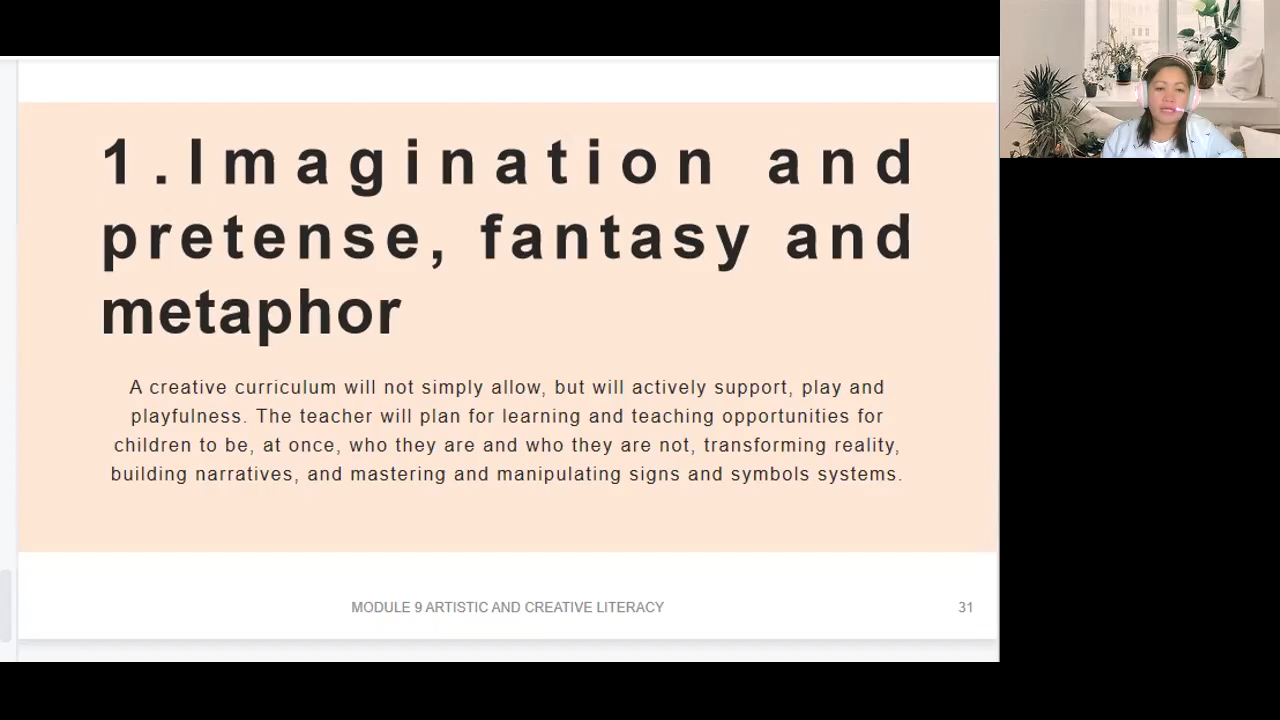 1.Imagination and
pretense, fantasy and
metaphor
A creative curriculum will not simply allow, but will actively support, play and
playfulness. The teacher will plan for learning and teaching opportunities for
children to be, at once, who they are and who they are not, transforming reality,
building narratives, and mastering and manipulating signs and symbols systems.
MODULE 9 ARTISTIC AND CREATIVE LITERACY
31